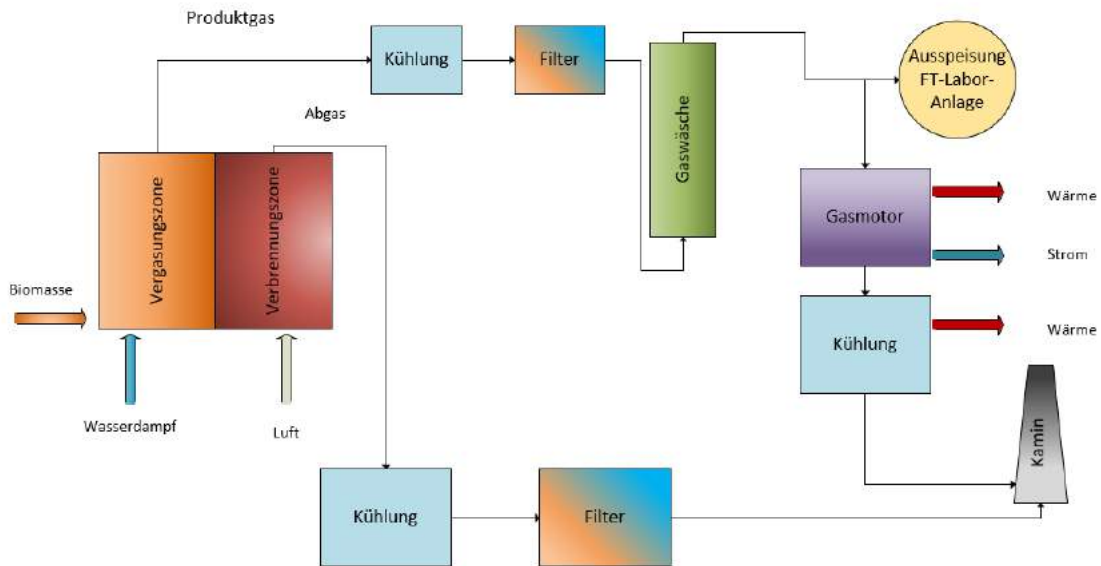 Produktgas
Kühlung
Filter
Gaswäsche
Ausspeisung
FT-Labor-
Anlage
Abgas
Vergasungszone
Verbrennungszone
Biomasse
Wasserdampf
Luft
Gasmotor
Wärme
Strom
Kühlung
Wärme
Kamin
Kühlung
Filter